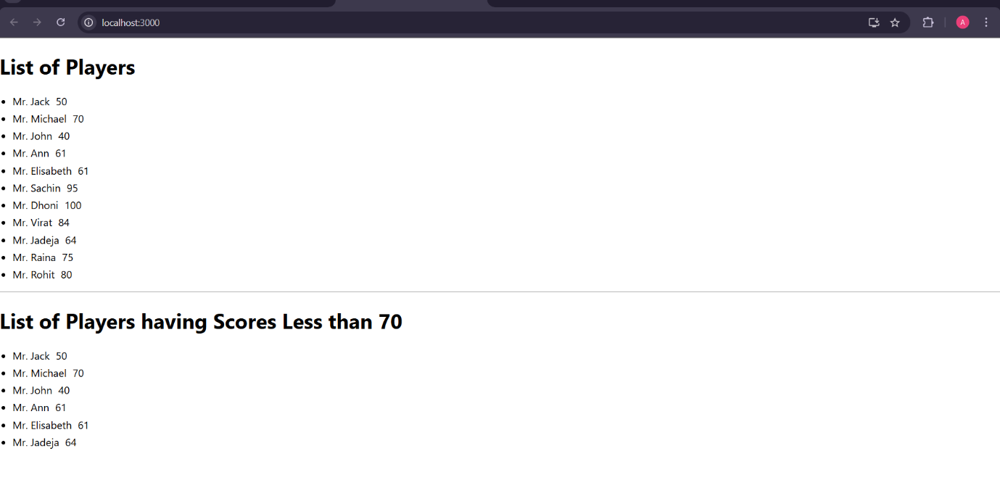 localhost:3000
A
List of Players
• Mr. Jack 50
• Mr. Michael 70
• Mr. John 40
• Mr. Ann 61
• Mr. Elisabeth 61
• Mr. Sachin 95
• Mr. Dhoni 100
• Mr. Virat 84
• Mr. Jadeja 64
• Mr. Raina 75
• Mr. Rohit 80
List of Players having Scores Less than 70
• Mr. Jack 50
• Mr. Michael 70
• Mr. John 40
• Mr. Ann 61
• Mr. Elisabeth 61
• Mr. Jadeja 64